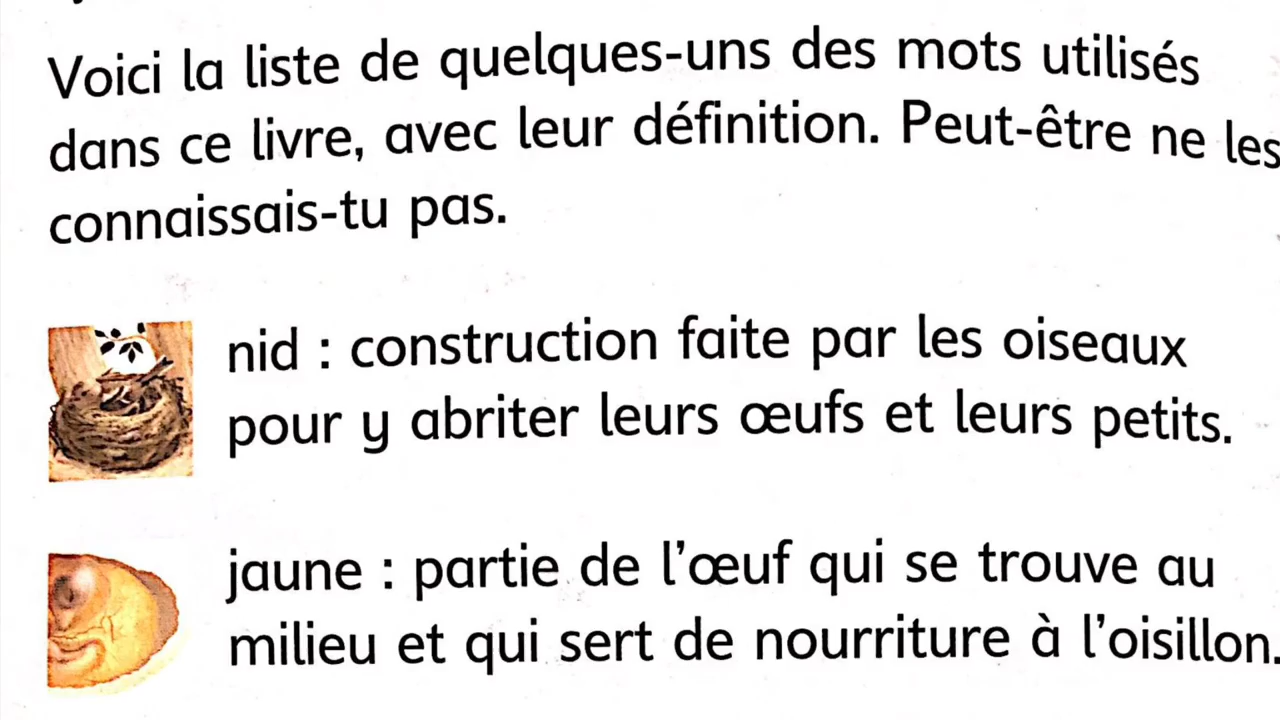 Voici la liste de quelques-uns des mots utilisés
dans ce livre, avec leur définition. Peut-être ne les
connaissais-tu pas.
nid : construction faite par les oiseaux
pour y abriter leurs œufs et leurs petits.
jaune : partie de l'œuf qui se trouve au
milieu et qui sert de nourriture à l'oisillon.